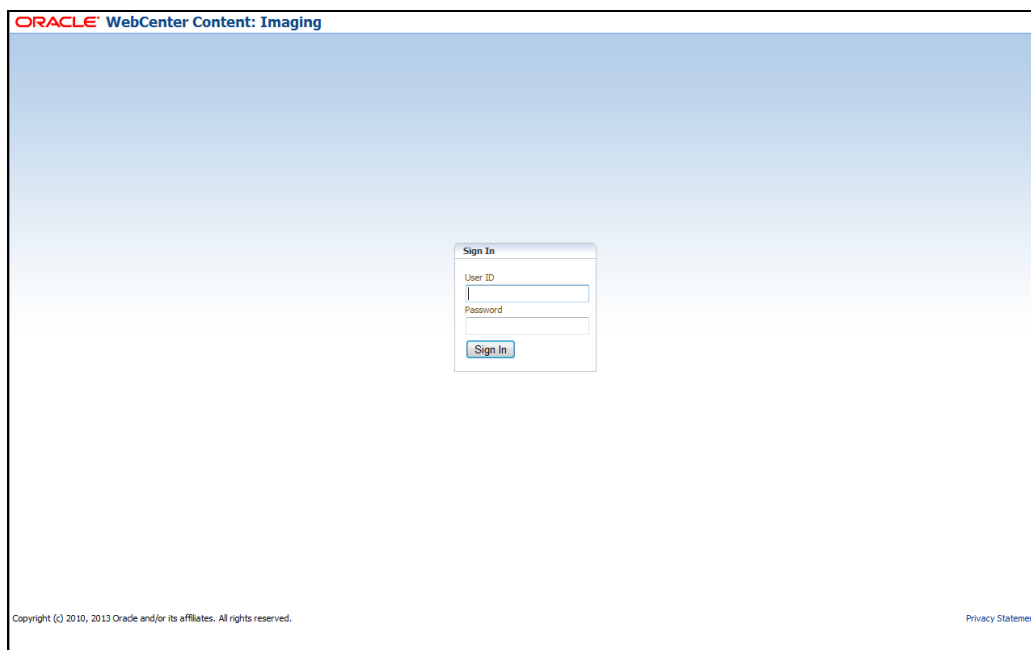 ORACLE WebCenter Content: Imaging
Sign In
User ID
Password
Sign In
Copyright (c) 2010, 2013 Oracle and/or its affiliates. All rights reserved.
Privacy Statemen